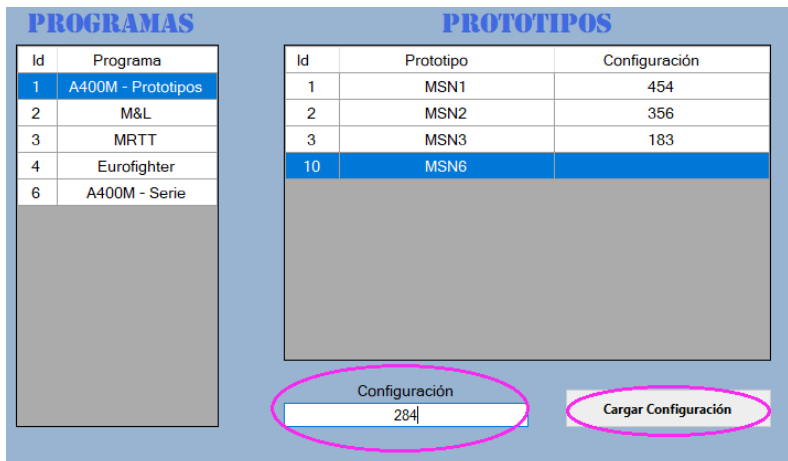 PROGRAMAS
Id Programa
1 A400M - Prototipos
2 M&L
3 MRTT
4 Eurofighter
6 A400M - Serie
PROTOTIPOS
Id Prototipo Configuración
1 MSN1 454
2 MSN2 356
3 MSN3 183
10 MSN6
Configuración
284
Cargar Configuración